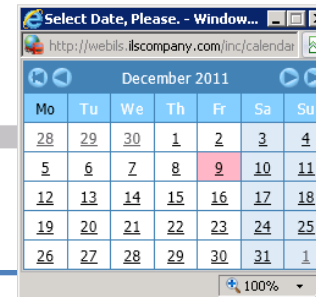 Select Date, Please. - Window...
http://webils.ilscompany.com/inc/calendar
December 2011
Mo Tu We Th Fr Sa Su
28 29 30 1 2 3 4
5 6 7 8 9 10 11
12 13 14 15 16 17 18
19 20 21 22 23 24 25
26 27 28 29 30 31 1
100%